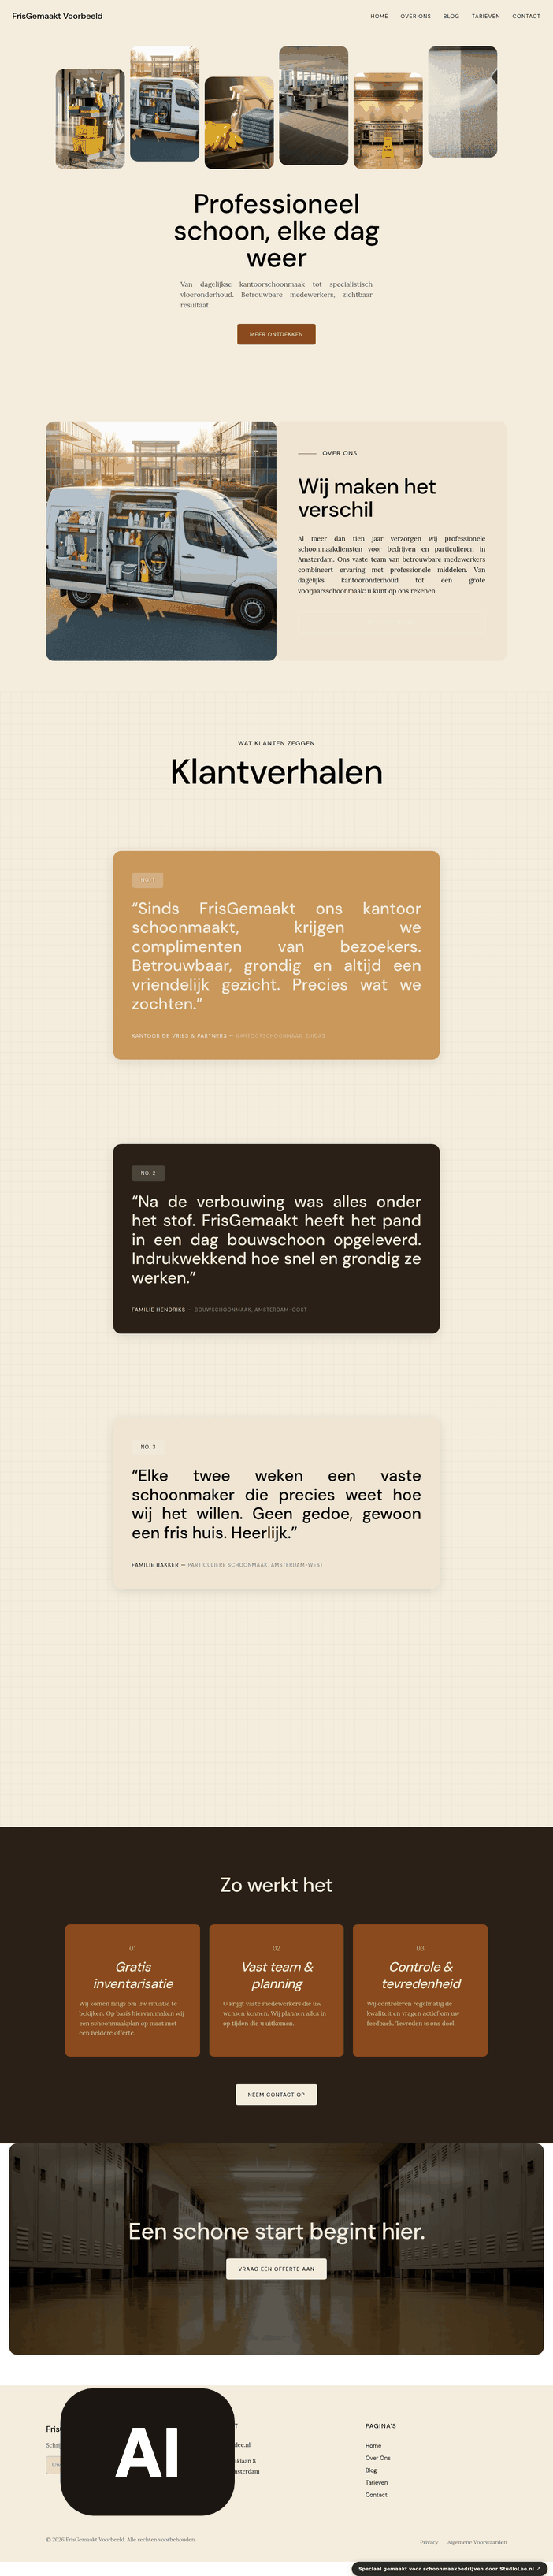 FrisGemaakt Voorbeeld
HOME OVER ONS BLOG TARIEVEN CONTACT
Professioneel
schoon, elke dag
weer
Van dagelijkse kantoorschoonmaak tot specialistisch
vloeronderhoud. Betrouwbare medewerkers, zichtbaar
resultaat.
MEER ONTDEKKEN
OVER ONS
Wij maken het
verschil
Al meer dan tien jaar verzorgen wij professionele
schoonmaakdiensten voor bedrijven en particulieren in
Amsterdam. Ons vaste team van betrouwbare medewerkers
combineert ervaring met professionele middelen. Van
dagelijks kantooronderhoud tot een grote
voorjaarsschoonmaak: u kunt op ons rekenen.
WAT KLANTEN ZEGGEN
Klantverhalen
“Sinds FrisGemaakt ons kantoor
schoonmaakt, krijgen we
complimenten van bezoekers.
Betrouwbaar, grondig en altijd een
vriendelijk gezicht. Precies wat we
zochten.”
KANTOOR DE VRIES & PARTNERS —
NO. 2
“Na de verbouwing was alles onder
het stof. FrisGemaakt heeft het pand
in een dag bouwschoon opgeleverd.
Indrukwekkend hoe snel en grondig ze
werken.”
FAMILIE HENDRIKS — BOUWSCHOONMAAK, AMSTERDAM-OOST
NO. 3
“Elke twee weken een vaste
schoonmaker die precies weet hoe
wij het willen. Geen gedoe, gewoon
een fris huis. Heerlijk.”
FAMILIE BAKKER — PARTICULIERE SCHOONMAAK, AMSTERDAM-WEST
Zo werkt het
01
Gratis
inventarisatie
Wij komen langs om uw situatie te
bekijken. Op basis hiervan maken wij
een schoonmaakplan op maat met
een heldere offerte.
02
Vast team &
planning
U krijgt vaste medewerkers die uw
wensen kennen. Wij plannen alles in
op tijden die u uitkomen.
03
Controle &
tevredenheid
Wij controleren regelmatig de
kwaliteit en vragen actief om uw
feedback. Tevreden is ons doel.
NEEM CONTACT OP
Een schone start begint hier.
VRAAG EEN OFFERTE AAN
AI
PAGINA'S
Home
Over Ons
Blog
Tarieven
Contact
© 2026 FrisGemaakt Voorbeeld. Alle rechten voorbehouden.
Privacy Algemene Voorwaarden
Speciaal gemaakt voor schoonmaakbedrijven door StudioLee.nl ↗